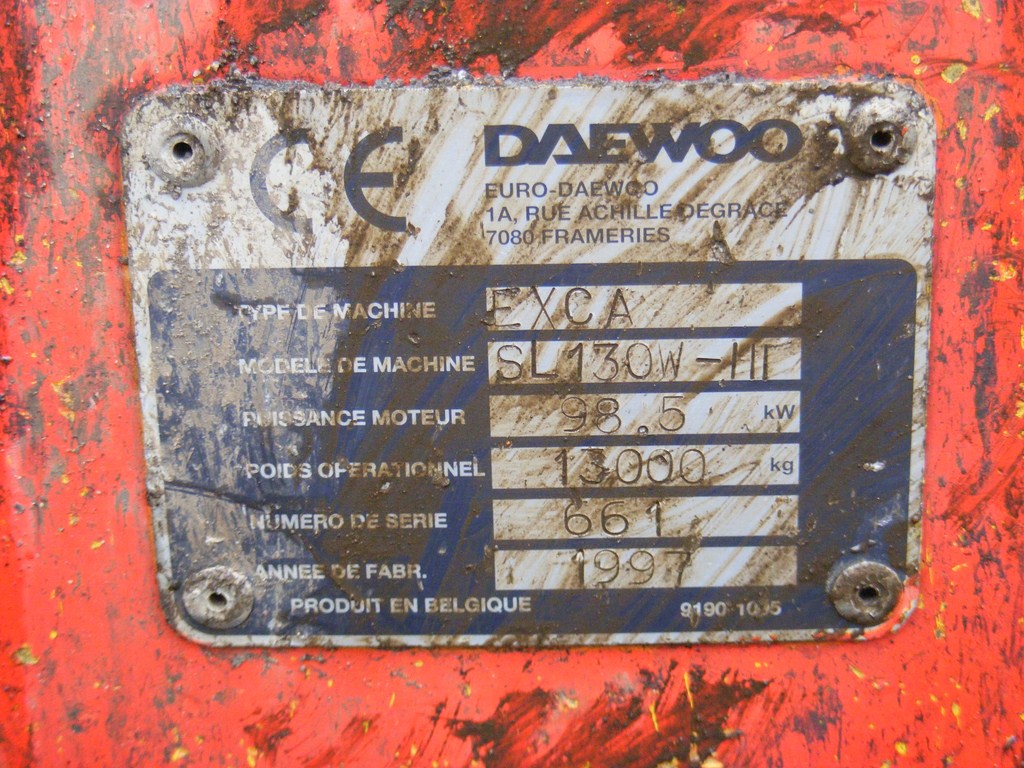 CE DAEWOO
EURO-DAEWOO
1A, RUE ACHILLE DEGRACE
7080 FRAMERIES
TYPE DE MACHINE EXCA
MODELE DE MACHINE SL130W-III
PUISSANCE MOTEUR 98.5 kW
POIDS OPERATIONNEL 13000 kg
NUMERO DE SERIE 661
ANNEE DE FABR. 1997
PRODUIT EN BELGIQUE